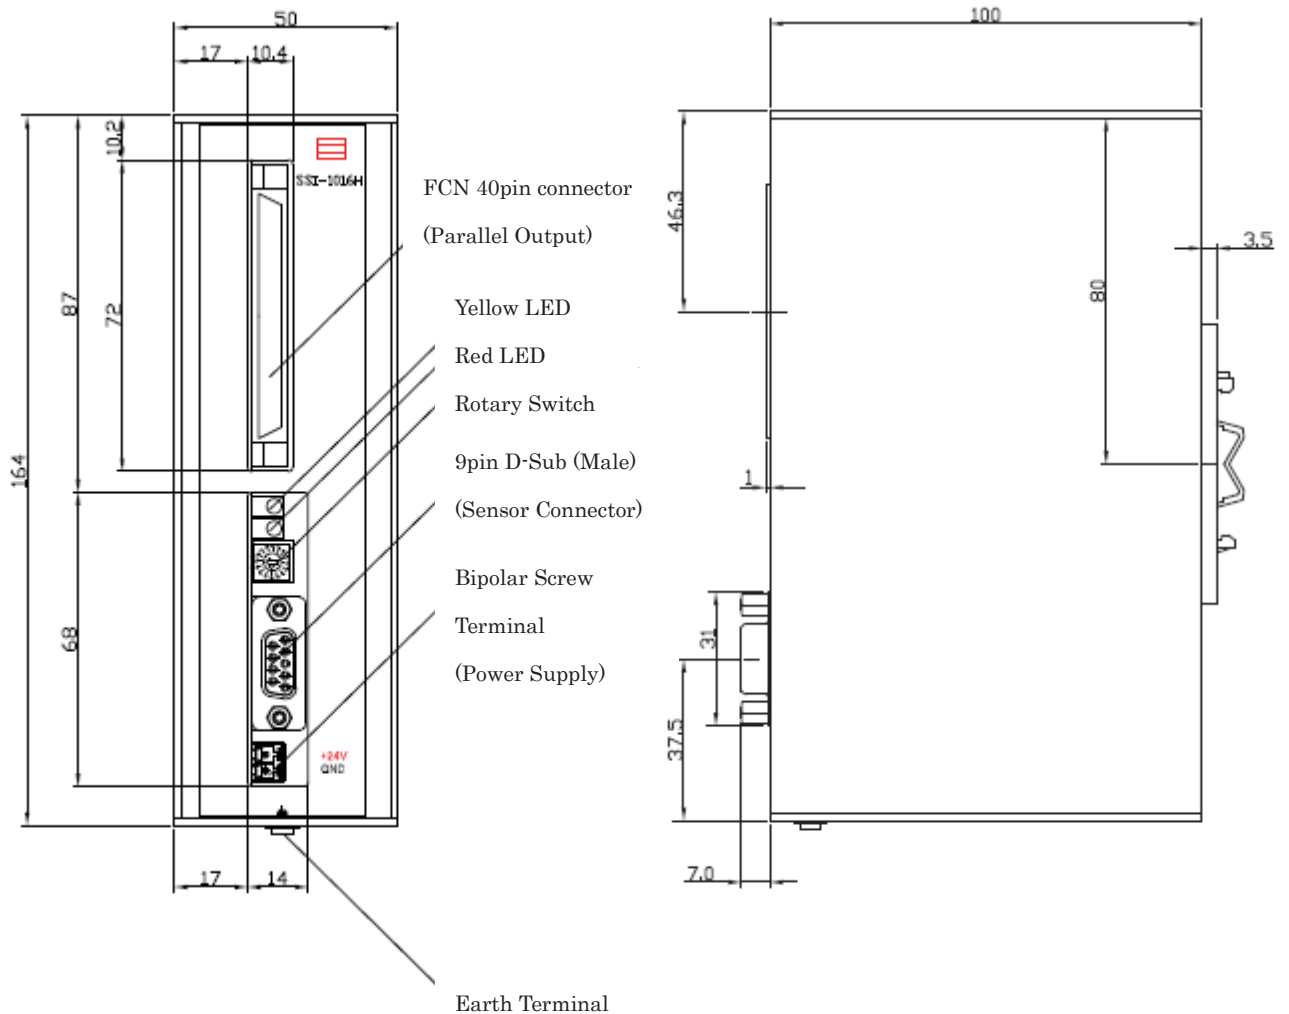 50
100
17
10.4
10.2
SSI-1016H
FCN 40pin connector
(Parallel Output)
46.3
3.5
80
87
72
Yellow LED
Red LED
Rotary Switch
164
9pin D-Sub (Male)
(Sensor Connector)
1
Bipolar Screw
Terminal
(Power Supply)
68
31
37.5
+24V
GND
17
14
7.0
Earth Terminal